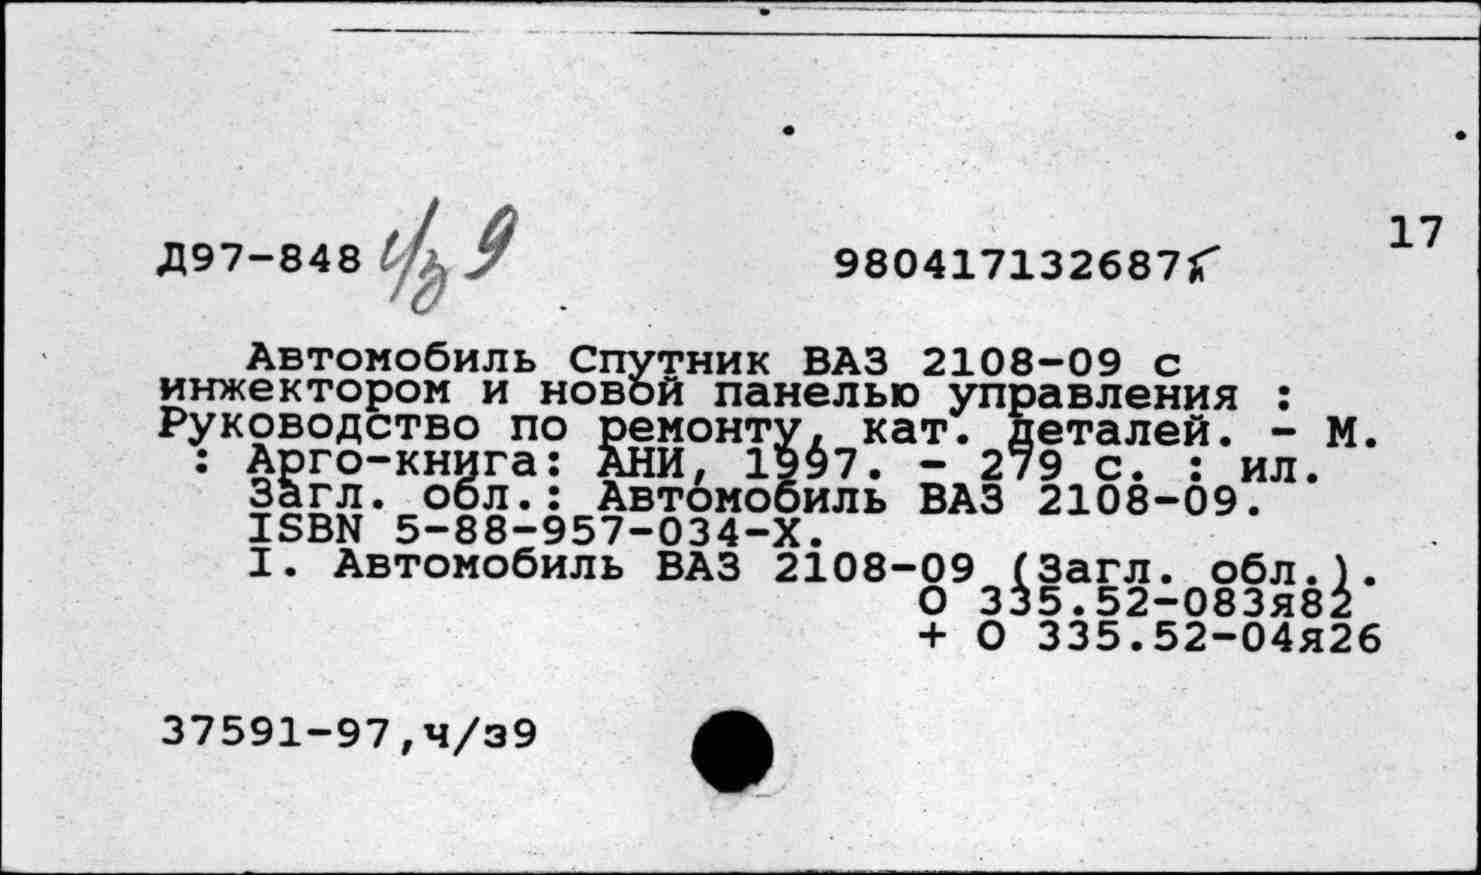 17
Д97-848 ч/з 9 980417132687
Автомобиль Спутник ВАЗ 2108-09 с
инжектором и новой панелью управления :
Руководство по ремонту, кат. деталей. - М.
: Арго-книга: АНИ, 1997. - 279 с. : ил.
Загл. обл.: Автомобиль ВАЗ 2108-09.
ISBN 5-88-957-034-X.
I. Автомобиль ВАЗ 2108-09 (Загл. обл.).
О 335.52-083я82
+ О 335.52-04я26
37591-97,ч/з9